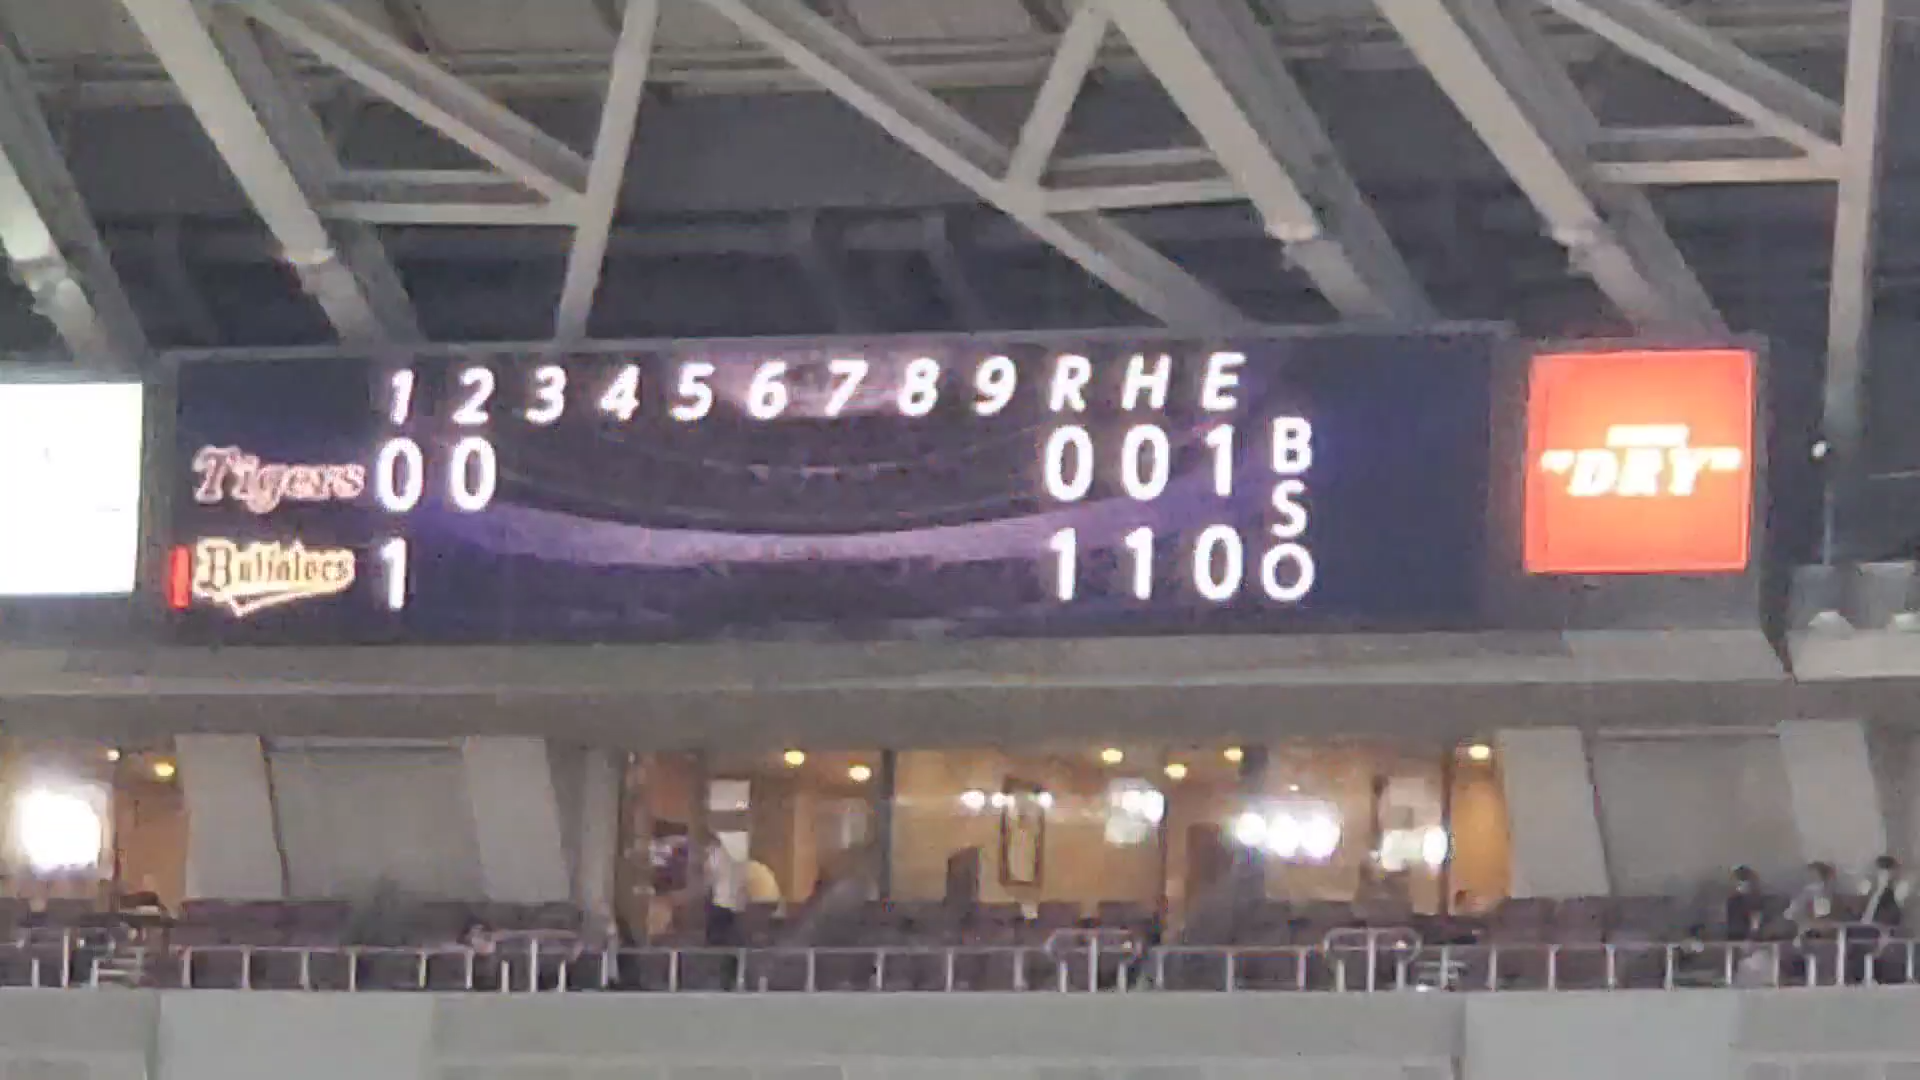 1 2 3 4 5 6 7 8 9 R H E
Tigers 0 0 0 0 1 B
S
Buffaloes 1 1 1 0 O
"DRY"